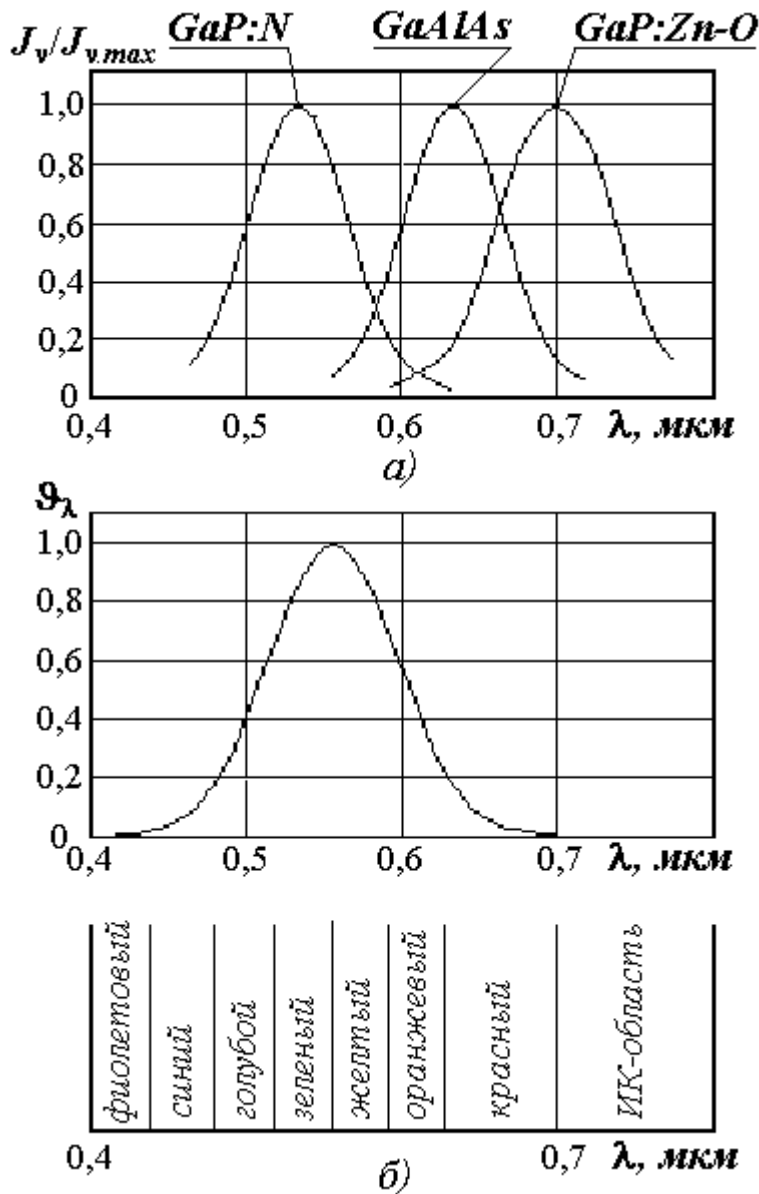 Jᵥ/Jᵥ.max GaP:N GaAlAs GaP:Zn-O
1,0
0,8
0,6
0,4
0,2
0
0,4 0,5 0,6 0,7 λ, мкм
а)
ϑλ
1,0
0,8
0,6
0,4
0,2
0
0,4 0,5 0,6 0,7 λ, мкм
фиолетовый
синий
голубой
зеленый
желтый
оранжевый
красный
ИК-область
0,4 0,7 λ, мкм
б)